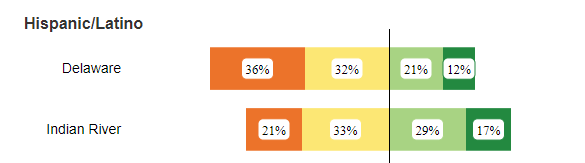 Hispanic/Latino
Delaware 36% 32% 21% 12%
Indian River 21% 33% 29% 17%